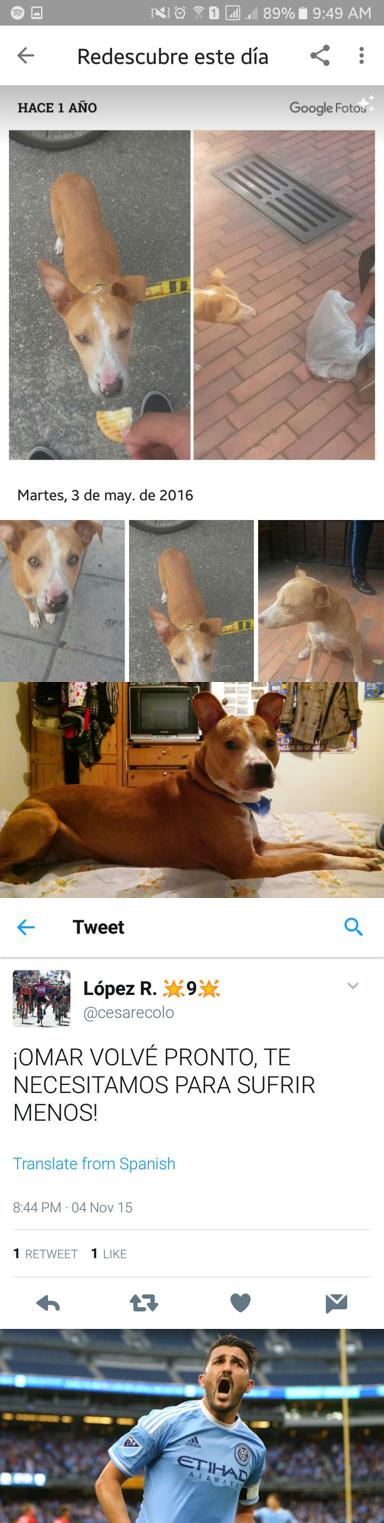 89% 9:49 AM
Redescubre este día
HACE 1 AÑO
Google Fotos
Martes, 3 de may. de 2016
Tweet
López R. 🌟9🌟
@cesarecolo
¡OMAR VOLVÉ PRONTO, TE
NECESITAMOS PARA SUFRIR
MENOS!
Translate from Spanish
8:44 PM · 04 Nov 15
1 RETWEET 1 LIKE
adidas
ETIHAD
AIRWAYS